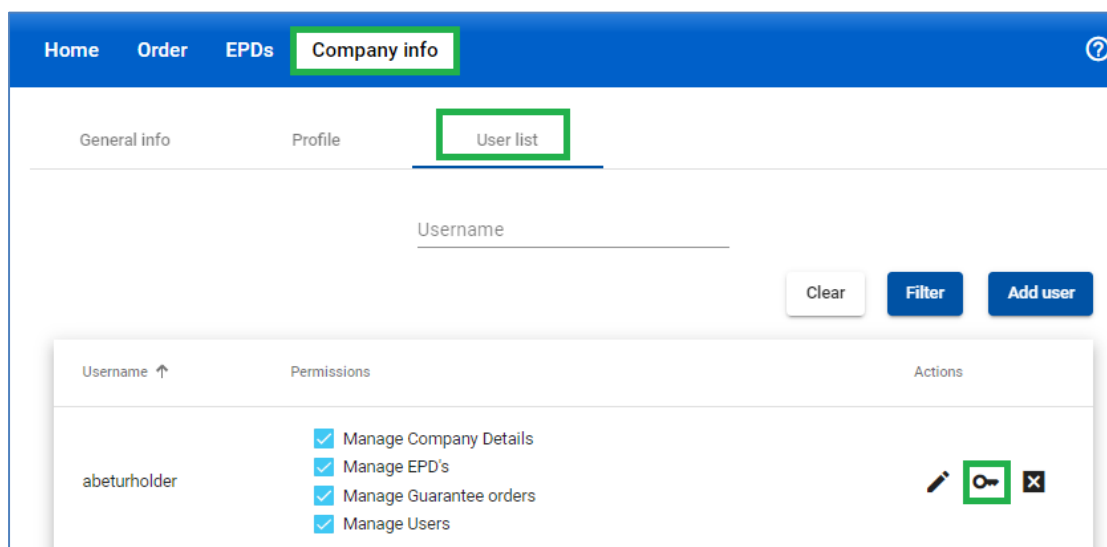 Home Order EPDs Company info
General info Profile User list
Username
Clear Filter Add user
Username Permissions Actions
Manage Company Details
Manage EPD's
abeturholder
Manage Guarantee orders
Manage Users